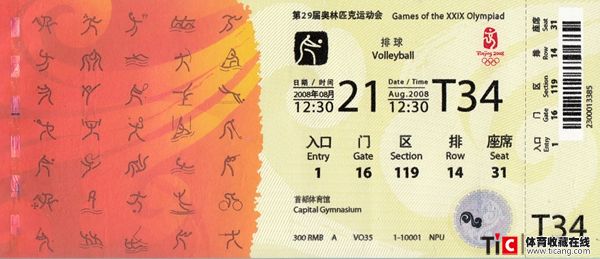 第29届奥林匹克运动会 Games of the XXIX Olympiad
排球
Volleyball
Beijing 2008
日期 / 时间
2008年08月
12:30
21
Date / Time
Aug.2008
12:30
T34
入口 门 区 排 座席
Entry Gate Section Row Seat
1 16 119 14 31
首都体育馆
Capital Gymnasium
300 RMB A VO35 1-10001 NPU
座席
Seat
31
排
Row
14
区
Section
119
门
Gate
16
入口
Entry
1
2300013385
T34
TiC 体育收藏在线
www.ticang.com